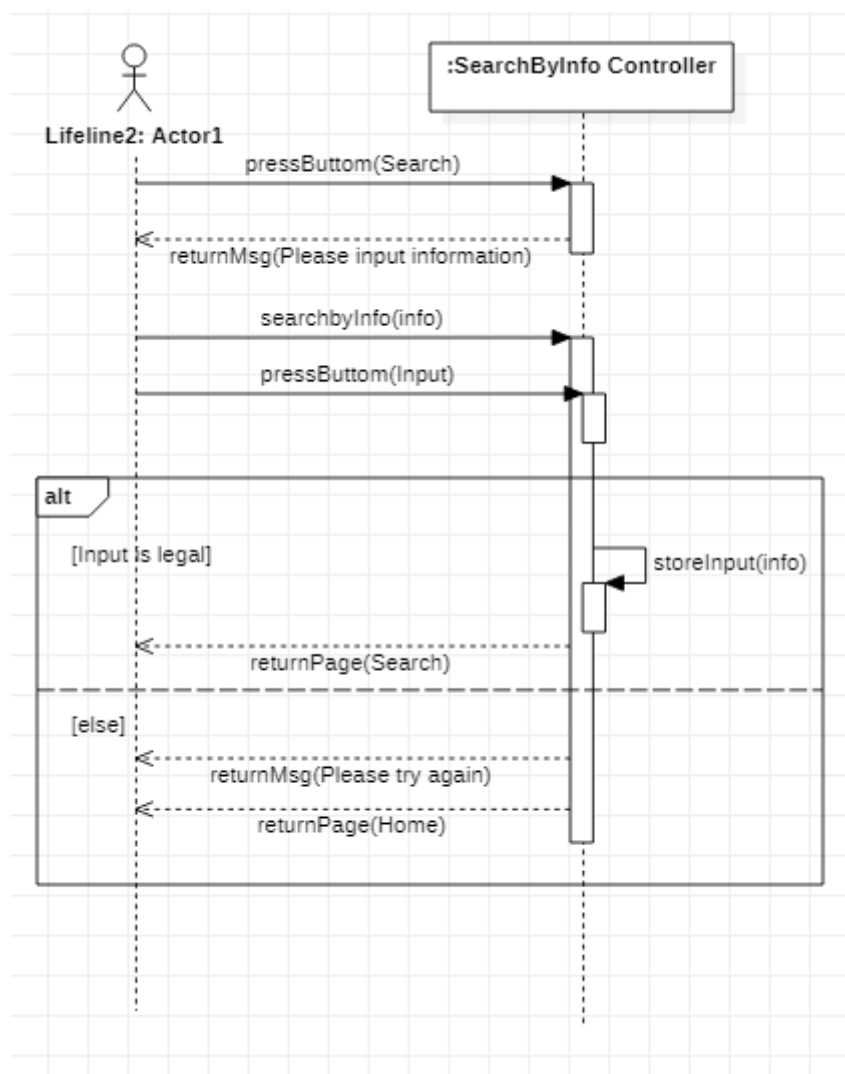 :SearchByInfo Controller
Lifeline2: Actor1
pressButtom(Search)
returnMsg(Please input information)
searchbyInfo(info)
pressButtom(Input)
alt
[Input is legal]
storeInput(info)
returnPage(Search)
[else]
returnMsg(Please try again)
returnPage(Home)